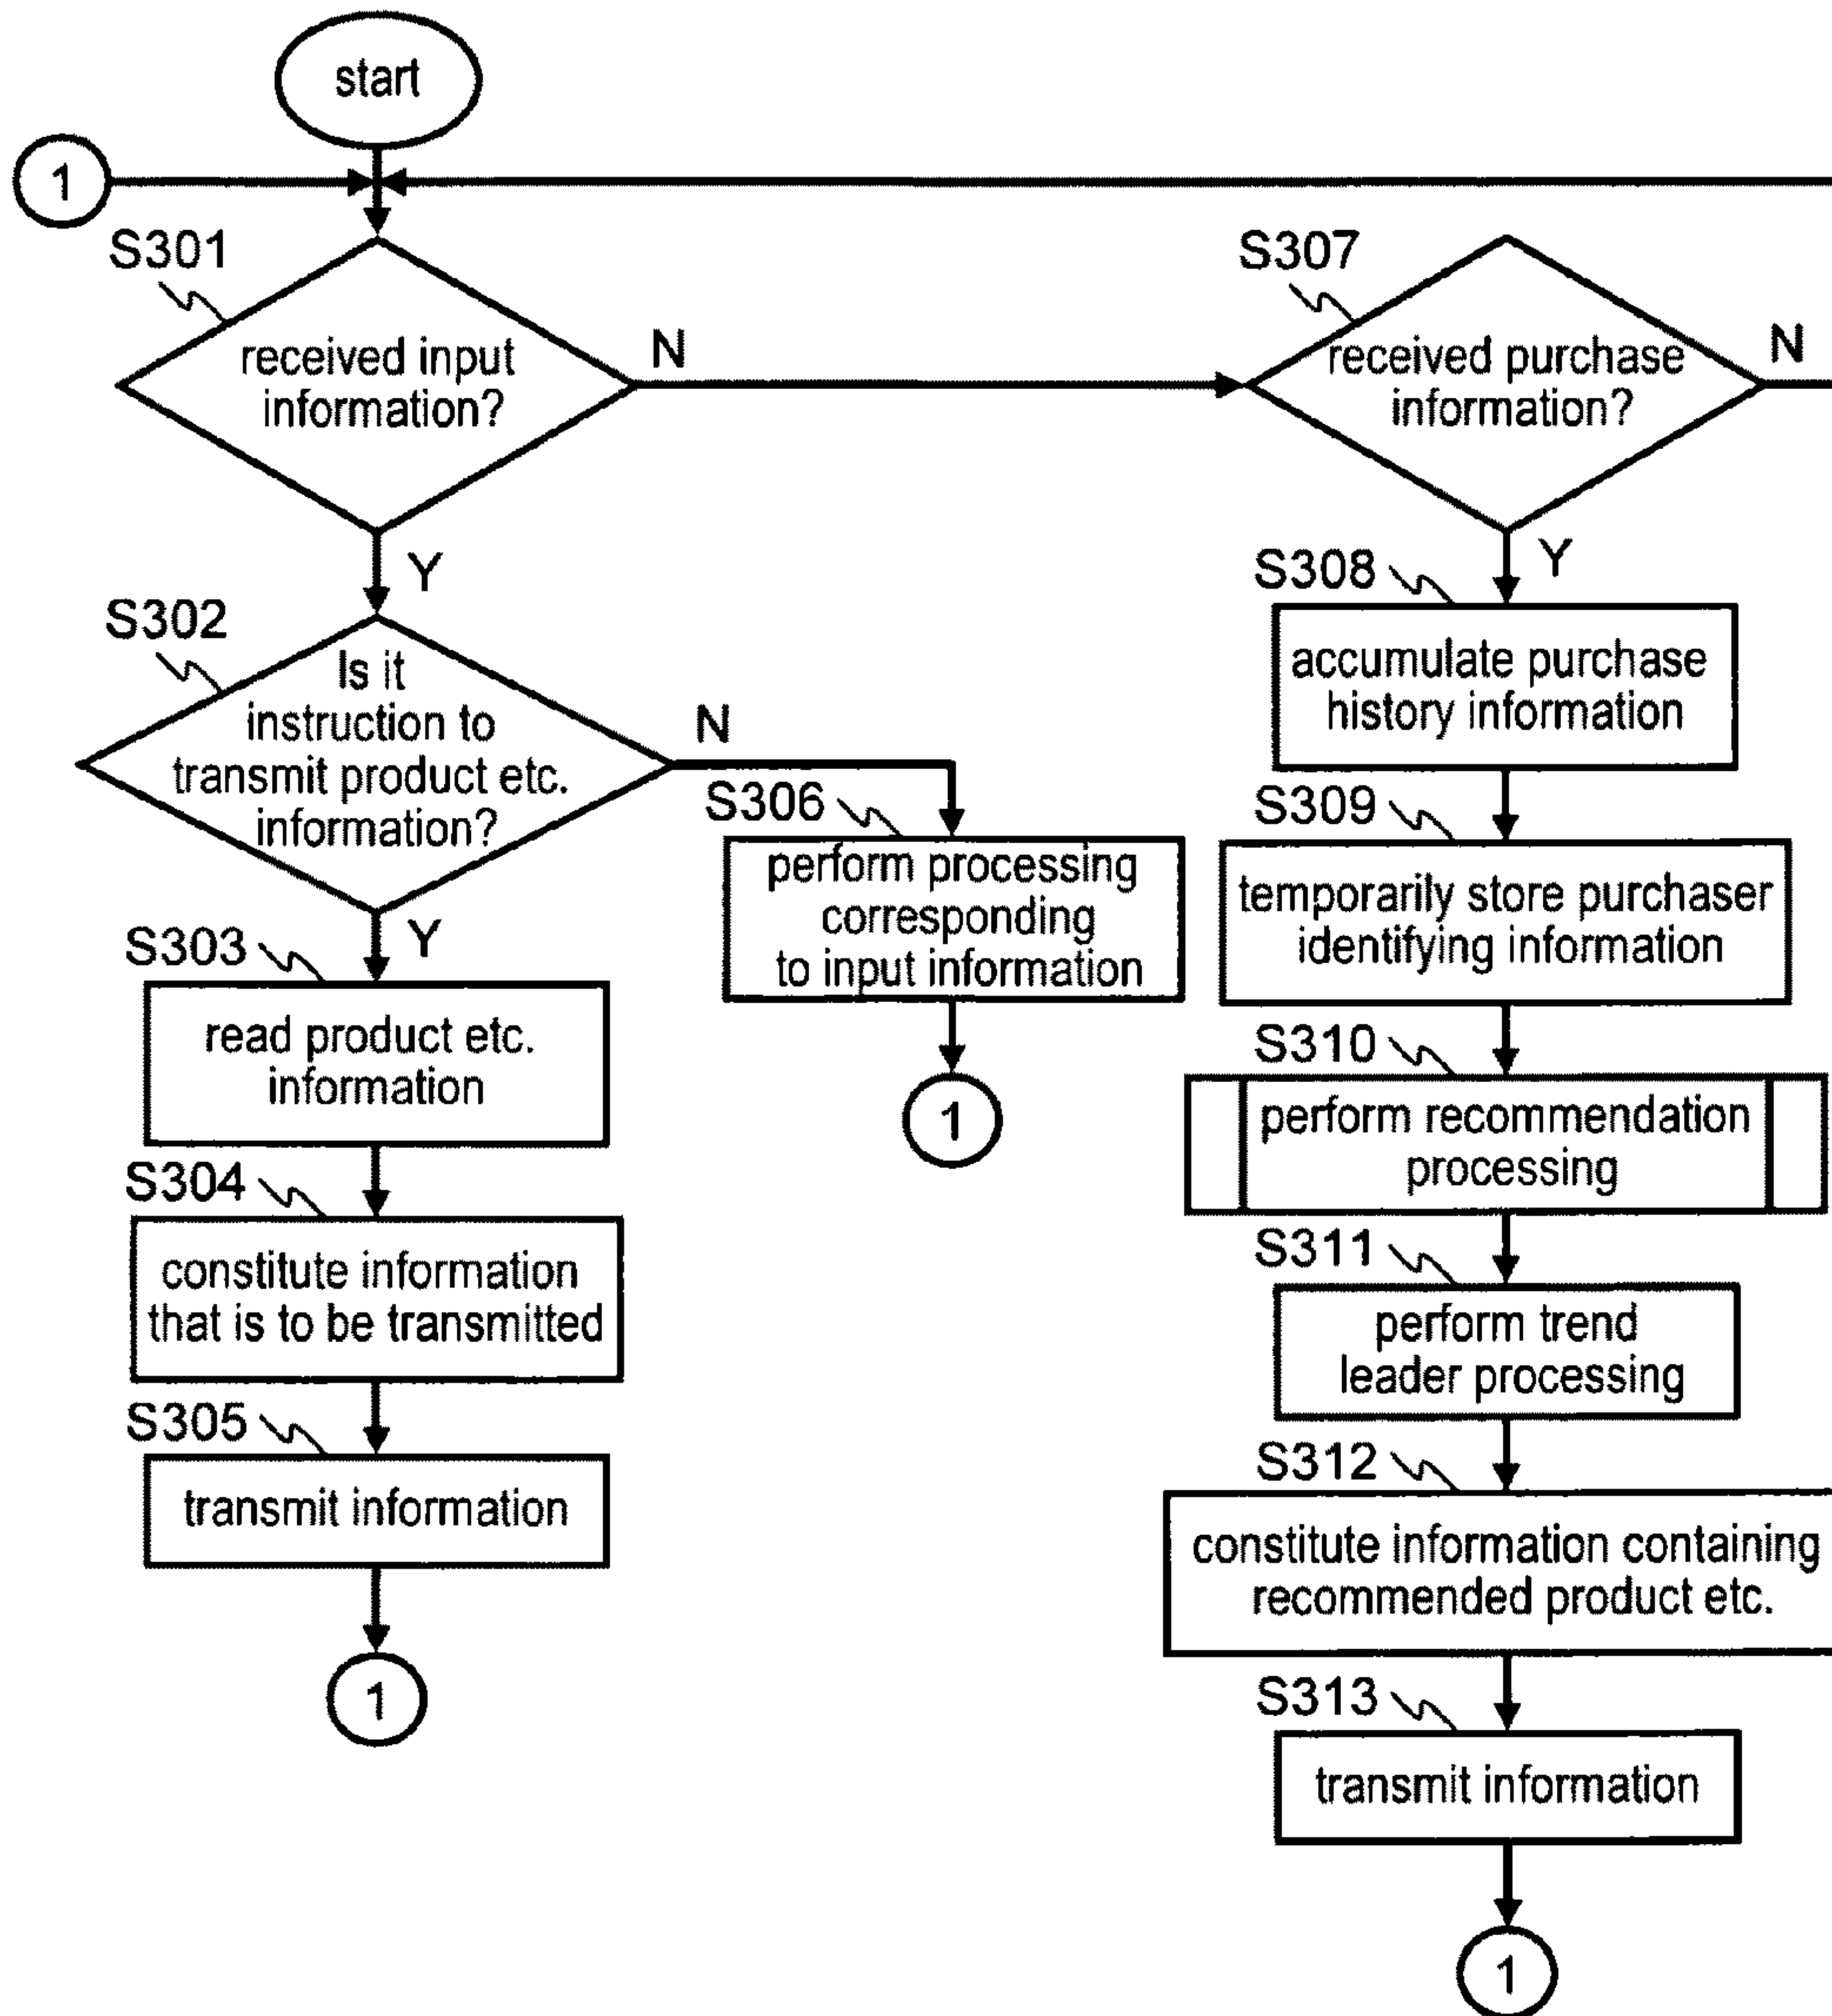 start
1
S301
received input
information?
N
Y
S302
Is it
instruction to
transmit product etc.
information?
N
Y
S303
read product etc.
information
S304
constitute information
that is to be transmitted
S305
transmit information
1
S306
perform processing
corresponding
to input information
1
S307
received purchase
information?
N
Y
S308
accumulate purchase
history information
S309
temporarily store purchaser
identifying information
S310
perform recommendation
processing
S311
perform trend
leader processing
S312
constitute information containing
recommended product etc.
S313
transmit information
1